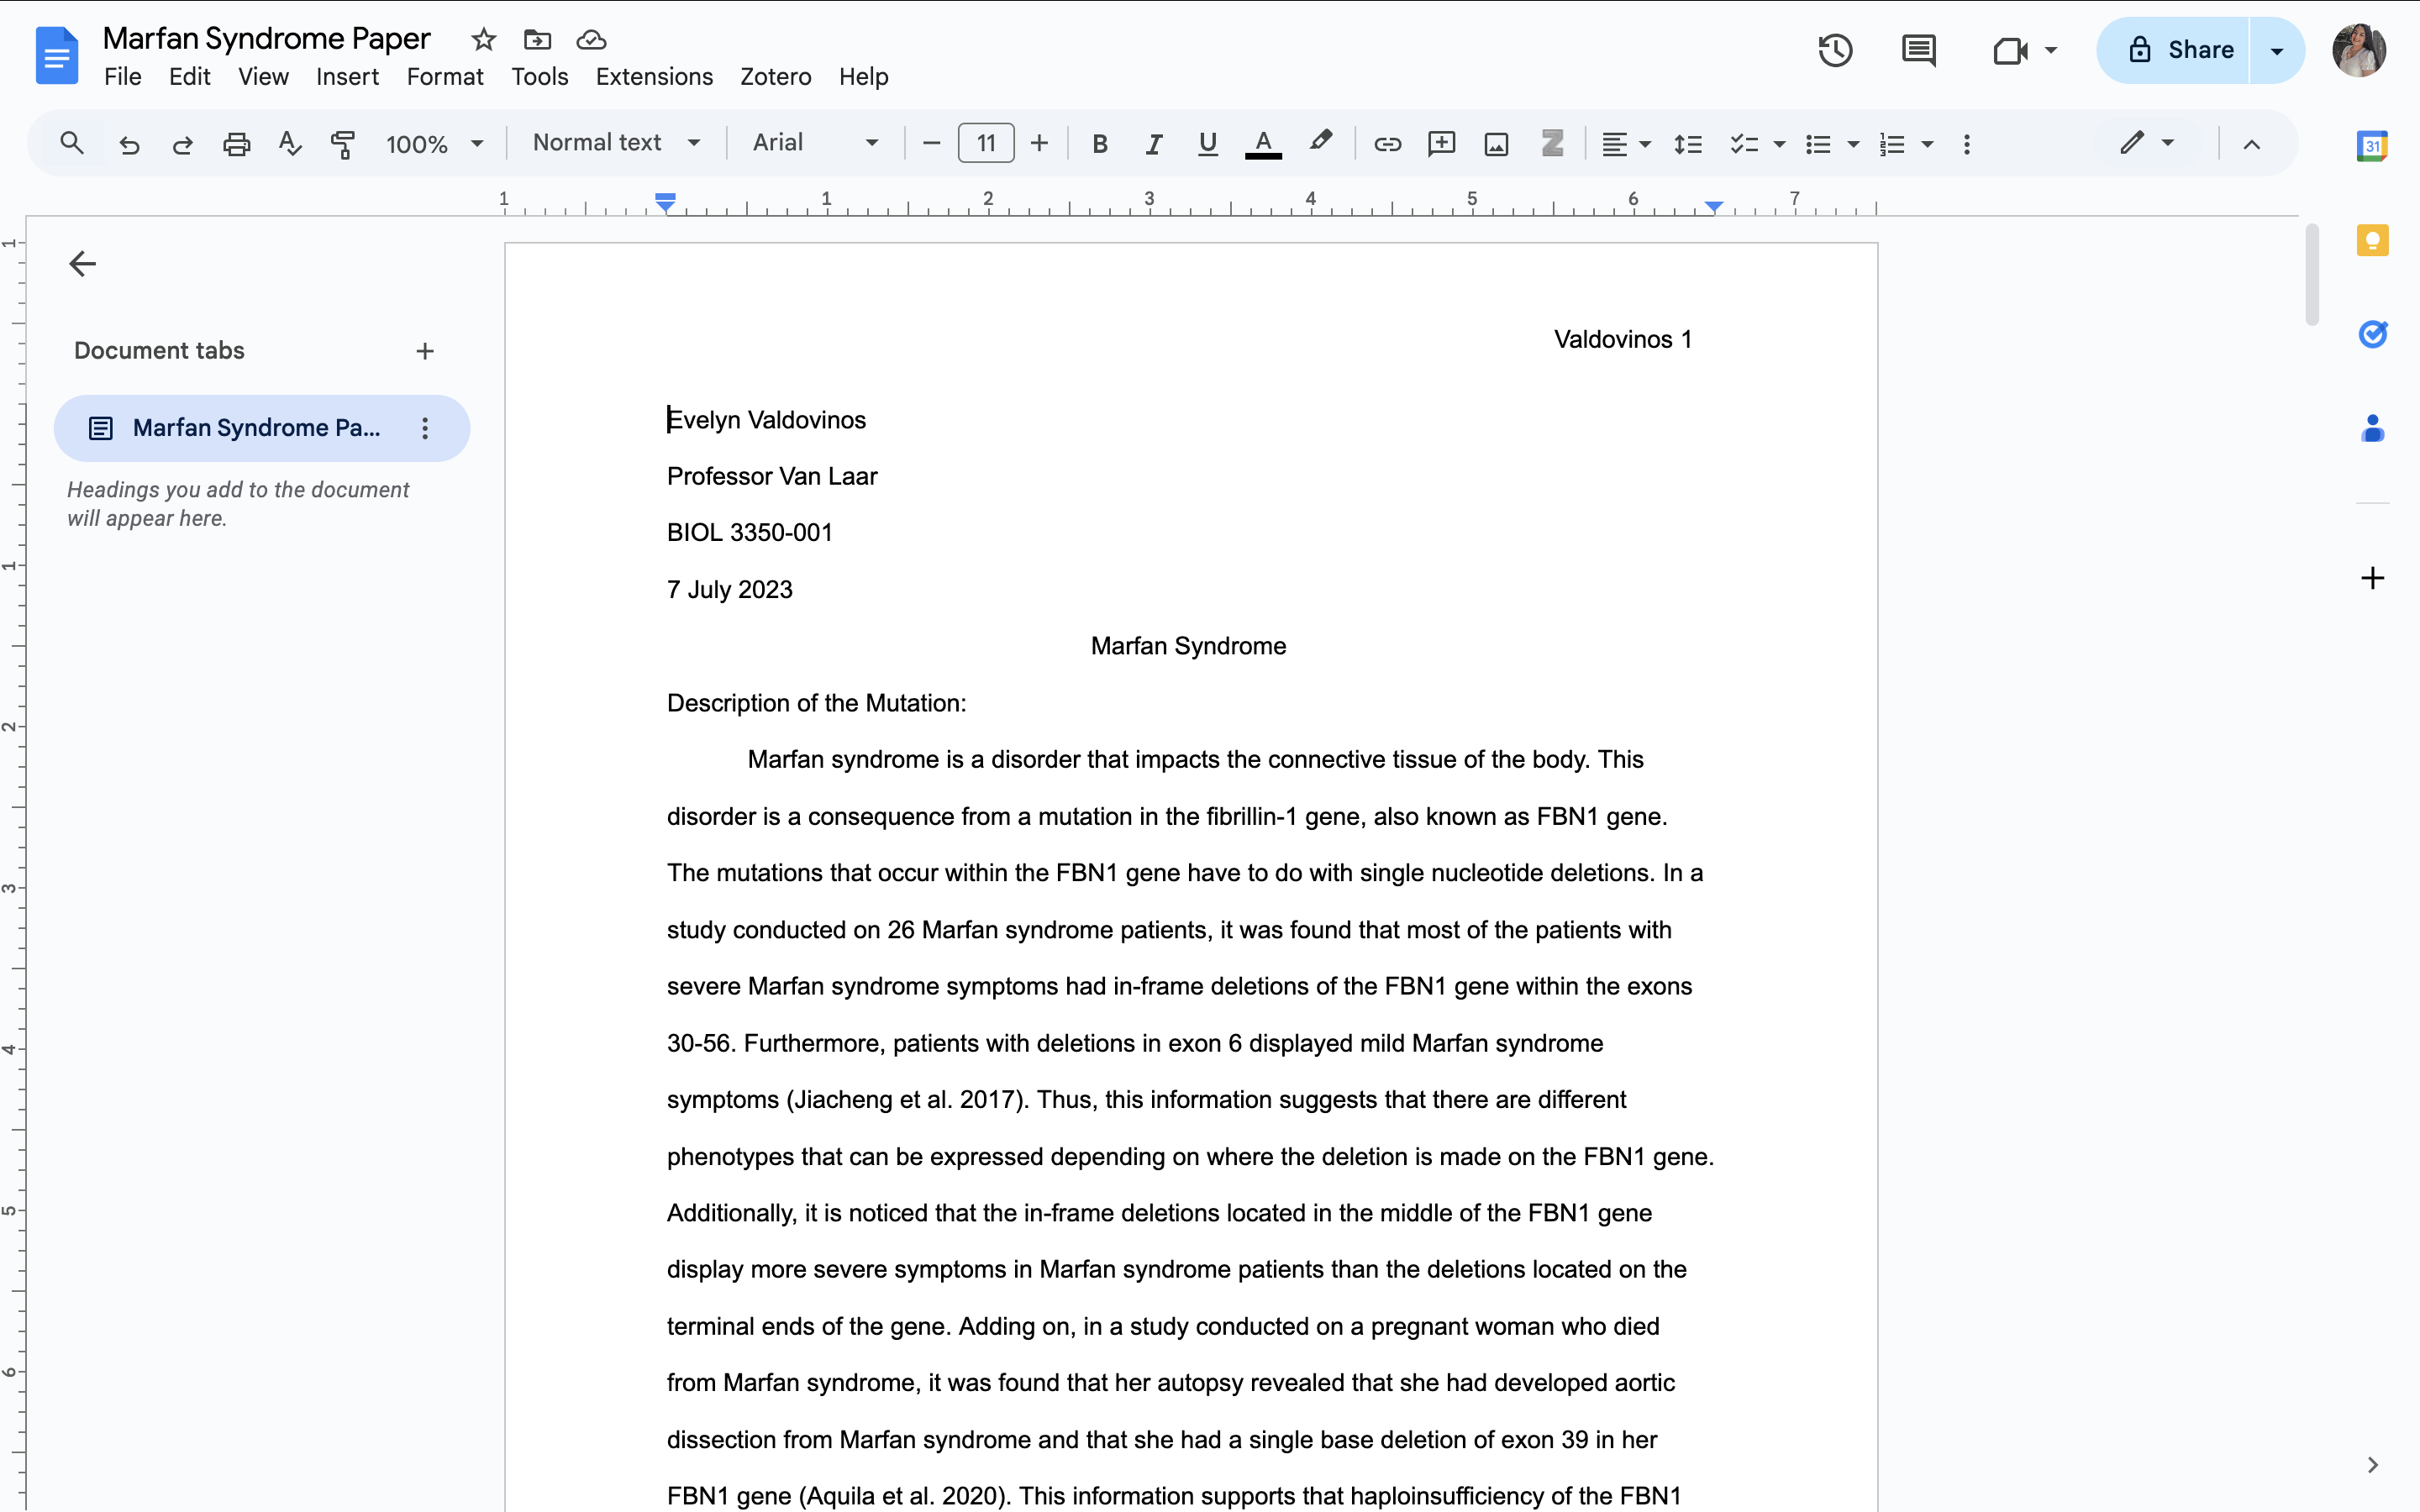 Marfan Syndrome Paper
File Edit View Insert Format Tools Extensions Zotero Help
Share
100% Normal text Arial 11 B I U A
31
1 1 2 3 4 5 6 7
1
1
2
3
4
5
6
Document tabs
Marfan Syndrome Pa...
Headings you add to the document
will appear here.
Valdovinos 1
Evelyn Valdovinos
Professor Van Laar
BIOL 3350-001
7 July 2023
Marfan Syndrome
Description of the Mutation:
Marfan syndrome is a disorder that impacts the connective tissue of the body. This
disorder is a consequence from a mutation in the fibrillin-1 gene, also known as FBN1 gene.
The mutations that occur within the FBN1 gene have to do with single nucleotide deletions. In a
study conducted on 26 Marfan syndrome patients, it was found that most of the patients with
severe Marfan syndrome symptoms had in-frame deletions of the FBN1 gene within the exons
30-56. Furthermore, patients with deletions in exon 6 displayed mild Marfan syndrome
symptoms (Jiacheng et al. 2017). Thus, this information suggests that there are different
phenotypes that can be expressed depending on where the deletion is made on the FBN1 gene.
Additionally, it is noticed that the in-frame deletions located in the middle of the FBN1 gene
display more severe symptoms in Marfan syndrome patients than the deletions located on the
terminal ends of the gene. Adding on, in a study conducted on a pregnant woman who died
from Marfan syndrome, it was found that her autopsy revealed that she had developed aortic
dissection from Marfan syndrome and that she had a single base deletion of exon 39 in her
FBN1 gene (Aquila et al. 2020). This information supports that haploinsufficiency of the FBN1